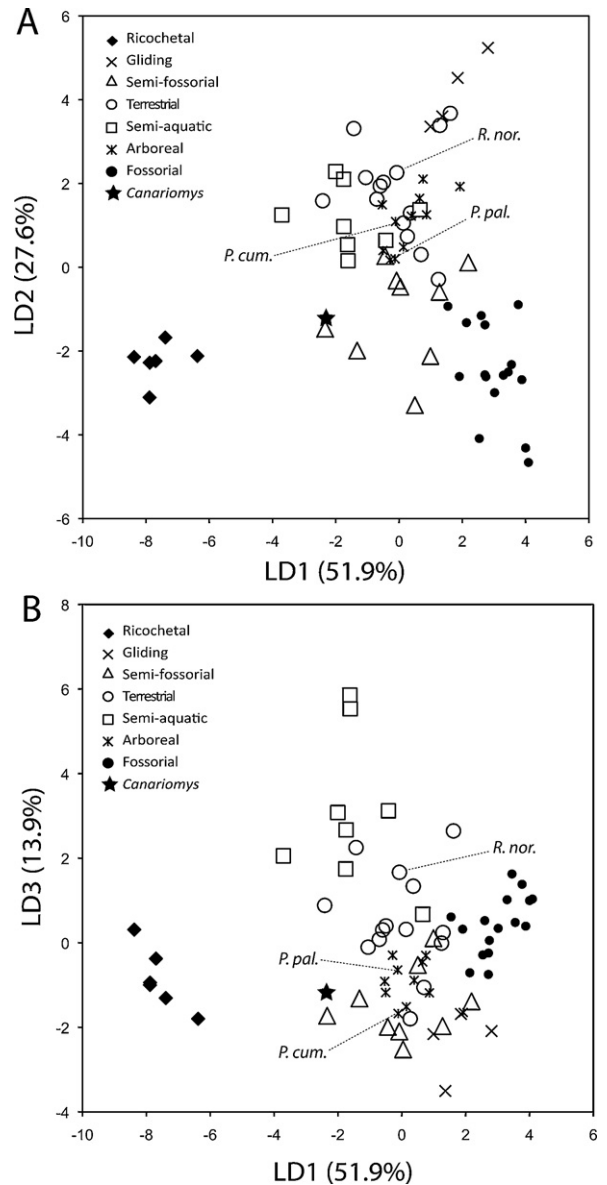 A
6
4
2
0
-2
-4
-6
LD2 (27.6%)
Ricochetal
Gliding
Semi-fossorial
Terrestrial
Semi-aquatic
Arboreal
Fossorial
Canariomys
R. nor.
P. pal.
P. cum.
-10 -8 -6 -4 -2 0 2 4 6
LD1 (51.9%)
B
8
6
4
2
0
-2
-4
LD3 (13.9%)
Ricochetal
Gliding
Semi-fossorial
Terrestrial
Semi-aquatic
Arboreal
Fossorial
Canariomys
R. nor.
P. pal.
P. cum.
-10 -8 -6 -4 -2 0 2 4 6
LD1 (51.9%)